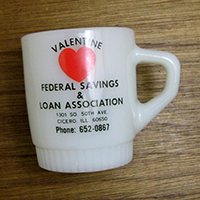 VALENTINE
FEDERAL SAVINGS
&
LOAN ASSOCIATION
1301 SO. 50TH AVE.
CICERO, ILL. 60650
Phone: 652-0867